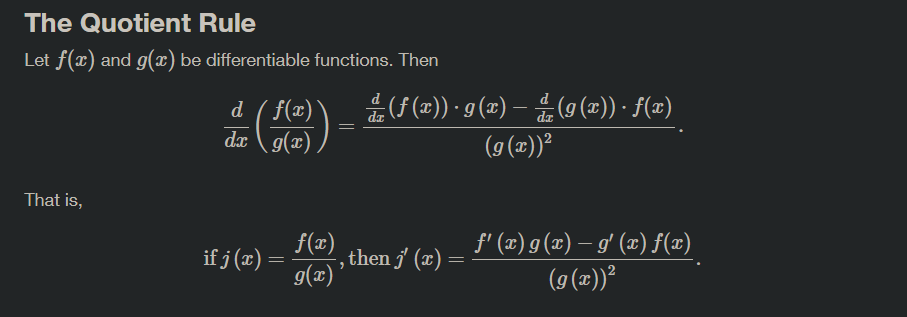 The Quotient Rule
Let f(x) and g(x) be differentiable functions. Then
d/dx (f(x)/g(x)) = (d/dx (f(x)) · g(x) − d/dx (g(x)) · f(x)) / (g(x))².
That is,
if j(x) = f(x)/g(x), then j′(x) = (f′(x) g(x) − g′(x) f(x)) / (g(x))².